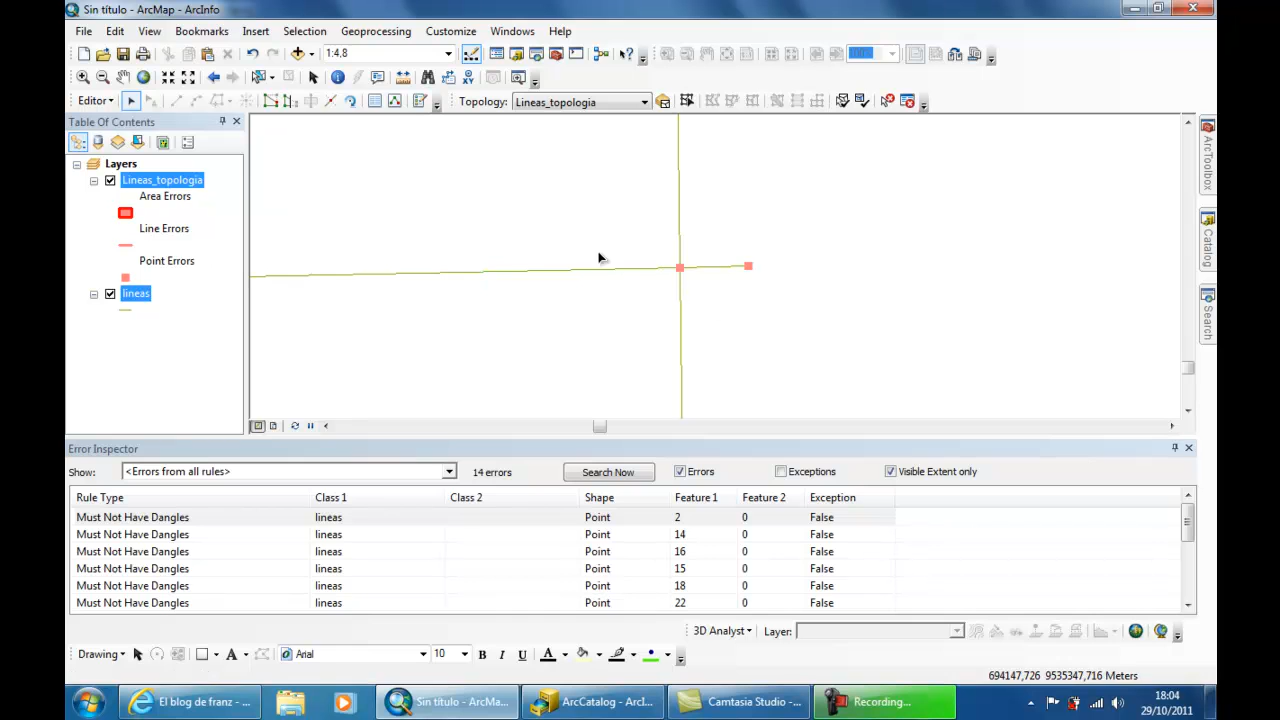 Sin título - ArcMap - ArcInfo
File Edit View Bookmarks Insert Selection Geoprocessing Customize Windows Help
1:4,8
Editor Topology: Lineas_topologia
Table Of Contents
Layers
Lineas_topologia
Area Errors
Line Errors
Point Errors
lineas
ArcToolbox
Catalog
Search
Error Inspector
Show: <Errors from all rules> 14 errors Search Now Errors Exceptions Visible Extent only
Rule Type Class 1 Class 2 Shape Feature 1 Feature 2 Exception
Must Not Have Dangles lineas Point 2 0 False
Must Not Have Dangles lineas Point 14 0 False
Must Not Have Dangles lineas Point 16 0 False
Must Not Have Dangles lineas Point 15 0 False
Must Not Have Dangles lineas Point 18 0 False
Must Not Have Dangles lineas Point 22 0 False
3D Analyst Layer:
Drawing A Arial 10 B I U A
694147,726 9535347,716 Meters
El blog de franz - ... Sin título - ArcMa... ArcCatalog - ArcI... Camtasia Studio - ... Recording... 18:04
29/10/2011